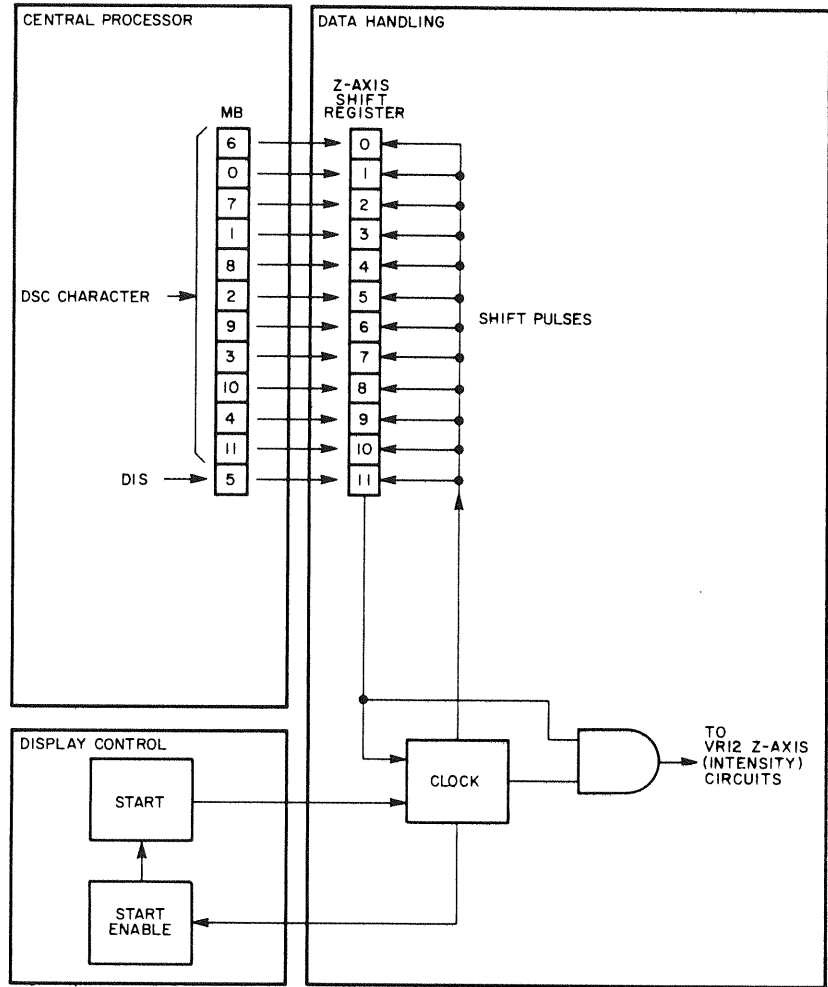 CENTRAL PROCESSOR
DATA HANDLING
MB
Z-AXIS
SHIFT
REGISTER
6
0
0
1
7
2
1
3
8
4
DSC CHARACTER
2
5
9
6
SHIFT PULSES
3
7
10
8
4
9
11
10
DIS
5
11
DISPLAY CONTROL
START
START
ENABLE
CLOCK
TO
VR12 Z-AXIS
(INTENSITY)
CIRCUITS